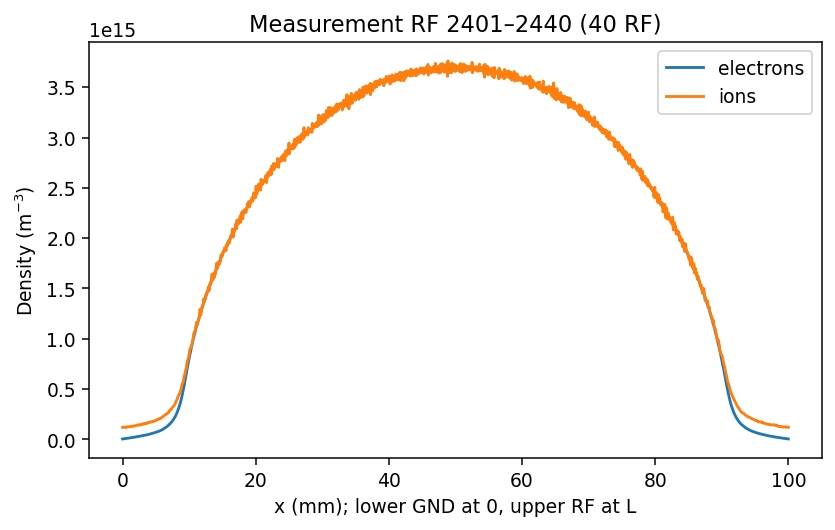 Measurement RF 2401–2440 (40 RF)
1e15
electrons
ions
3.5
3.0
2.5
2.0
1.5
1.0
0.5
0.0
Density (m⁻³)
0 20 40 60 80 100
x (mm); lower GND at 0, upper RF at L